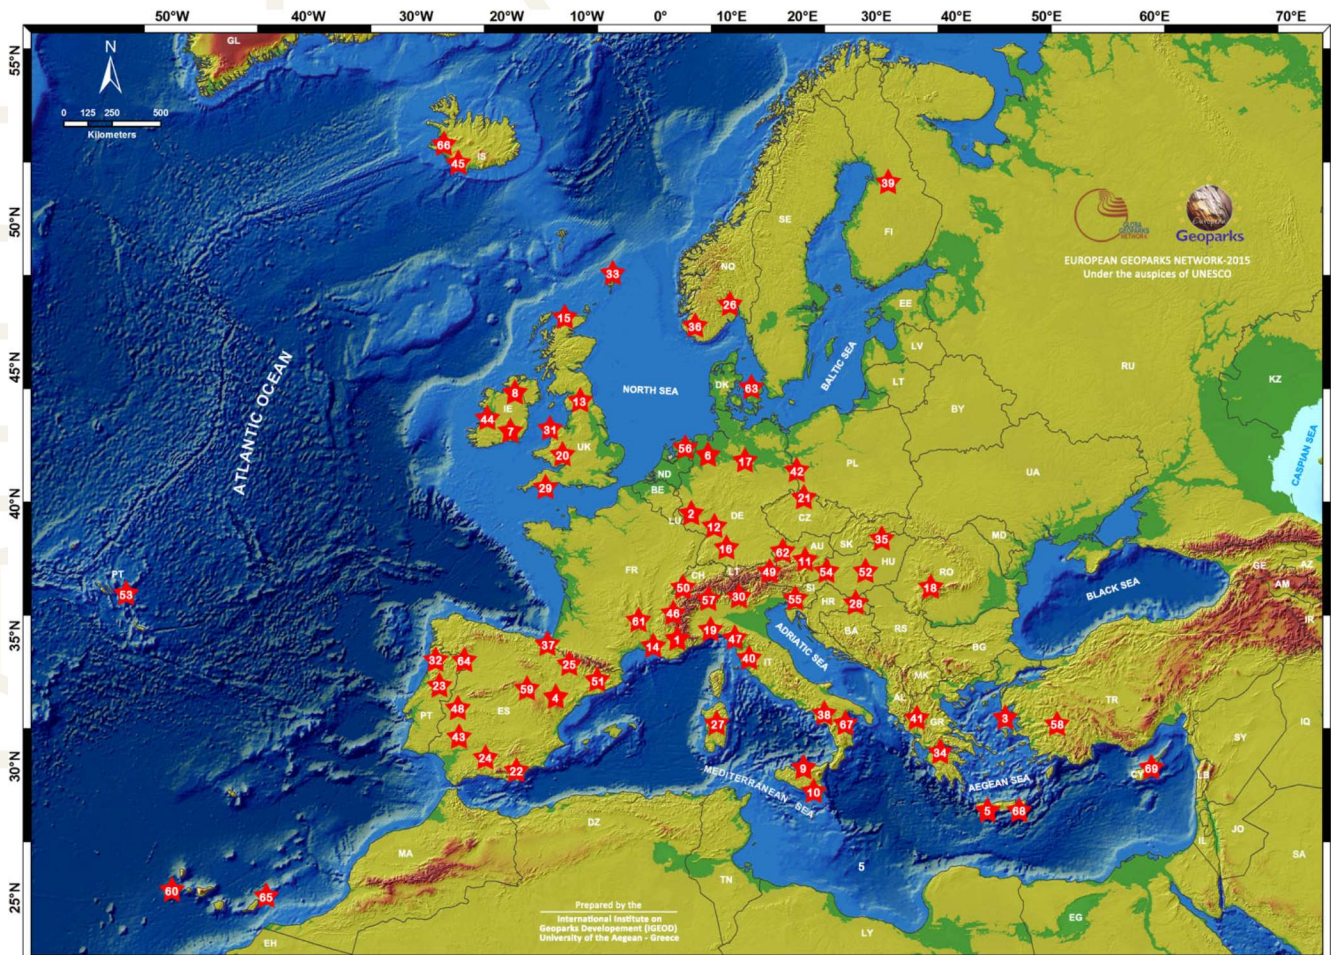 50°W 40°W 30°W 20°W 10°W 0° 10°E 20°E 30°E 40°E 50°E 60°E 70°E
55°N
50°N
45°N
40°N
35°N
30°N
25°N
GL
N
0 125 250 500
Kilometers
66
IS
45
39
SE
FI
GLOBAL
GEOPARKS
NETWORK
European
Geoparks
EUROPEAN GEOPARKS NETWORK-2015
Under the auspices of UNESCO
33
NO
26
EE
15
36
LV
ATLANTIC OCEAN
BALTIC SEA
RU
KZ
NORTH SEA
DK
63
LT
8
13
IE
BY
44
7
31
UK
20
56
6
17
42
PL
UA
CASPIAN SEA
29
ND
BE
21
2
LU
12
DE
CZ
16
62
AU
SK
35
MD
11
HU
PT
53
FR
CH
LT
49
54
52
RO
18
GE
AZ
AM
50
57
30
SI
55
HR
28
BLACK SEA
IR
61
46
14
1
19
47
ADRIATIC SEA
BA
RS
37
40
IT
BG
32
64
25
MK
23
51
59
4
AL
TR
48
PT
ES
27
38
67
41
GR
3
58
IQ
43
34
SY
24
22
9
MEDITERRANEAN SEA
10
AEGEAN SEA
CY
69
LB
5
68
DZ
JO
IL
MA
SA
5
60
65
TN
EG
LY
EH
Prepared by the
International Institute on
Geoparks Developement (IGEOD)
University of the Aegean - Greece